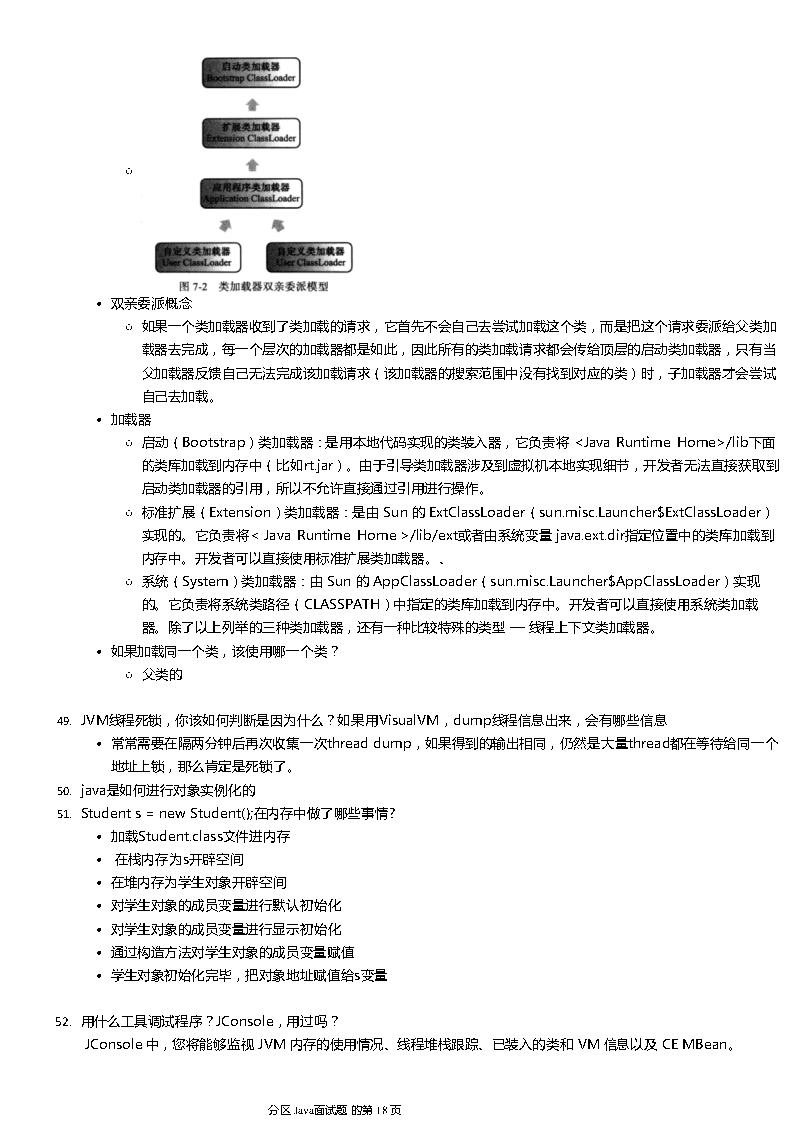 启动类加载器
Bootstrap ClassLoader
扩展类加载器
Extension ClassLoader
应用程序类加载器
Application ClassLoader
自定义类加载器 自定义类加载器
User ClassLoader User ClassLoader
图 7-2 类加载器双亲委派模型
• 双亲委派概念
○ 如果一个类加载器收到了类加载的请求，它首先不会自己去尝试加载这个类，而是把这个请求委派给父类加
载器去完成，每一个层次的加载器都是如此，因此所有的类加载请求都会传给顶层的启动类加载器，只有当
父加载器反馈自己无法完成该加载请求（该加载器的搜索范围中没有找到对应的类）时，子加载器才会尝试
自己去加载。
• 加载器
○ 启动（Bootstrap）类加载器：是用本地代码实现的类装入器，它负责将 <Java Runtime Home>/lib下面
的类库加载到内存中（比如rt.jar）。由于引导类加载器涉及到虚拟机本地实现细节，开发者无法直接获取到
启动类加载器的引用，所以不允许直接通过引用进行操作。
○ 标准扩展（Extension）类加载器：是由 Sun 的 ExtClassLoader（sun.misc.Launcher$ExtClassLoader）
实现的。它负责将< Java Runtime Home >/lib/ext或者由系统变量 java.ext.dir指定位置中的类库加载到
内存中。开发者可以直接使用标准扩展类加载器。、
○ 系统（System）类加载器：由 Sun 的 AppClassLoader（sun.misc.Launcher$AppClassLoader）实现
的。它负责将系统类路径（CLASSPATH）中指定的类库加载到内存中。开发者可以直接使用系统类加载
器。除了以上列举的三种类加载器，还有一种比较特殊的类型 — 线程上下文类加载器。
• 如果加载同一个类，该使用哪一个类？
○ 父类的
49. JVM线程死锁，你该如何判断是因为什么？如果用VisualVM，dump线程信息出来，会有哪些信息
• 常常需要在隔两分钟后再次收集一次thread dump，如果得到的输出相同，仍然是大量thread都在等待给同一个
地址上锁，那么肯定是死锁了。
50. java是如何进行对象实例化的
51. Student s = new Student();在内存中做了哪些事情?
• 加载Student.class文件进内存
• 在栈内存为s开辟空间
• 在堆内存为学生对象开辟空间
• 对学生对象的成员变量进行默认初始化
• 对学生对象的成员变量进行显示初始化
• 通过构造方法对学生对象的成员变量赋值
• 学生对象初始化完毕，把对象地址赋值给s变量
52. 用什么工具调试程序？JConsole，用过吗？
JConsole 中，您将能够监视 JVM 内存的使用情况、线程堆栈跟踪、已装入的类和 VM 信息以及 CE MBean。
分区 Java面试题 的第 18 页